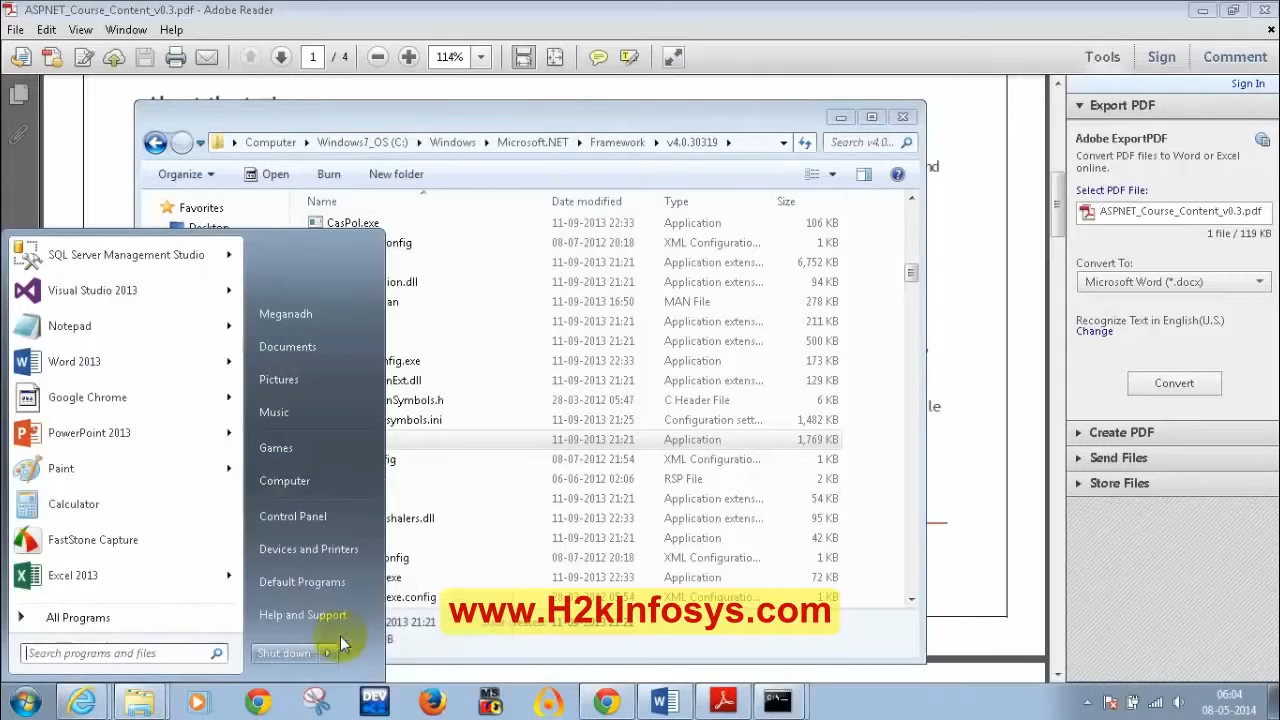 ASPNET_Course_Content_v0.3.pdf - Adobe Reader
File Edit View Window Help
1 / 4 114% Tools Sign Comment
Sign In
Export PDF
Adobe ExportPDF
Convert PDF files to Word or Excel
online.
Select PDF File:
ASPNET_Course_Content_v0.3.pdf
1 file / 119 KB
Convert To:
Microsoft Word (*.docx)
Recognize Text in English(U.S.)
Change
Convert
Create PDF
Send Files
Store Files
Computer Windows7_OS (C:) Windows Microsoft.NET Framework v4.0.30319 Search v4.0...
Organize Open Burn New folder
Name Date modified Type Size
Favorites
Desktop
CasPol.exe 11-09-2013 22:33 Application 106 KB
onfig 08-07-2012 20:18 XML Configuratio... 1 KB
11-09-2013 21:21 Application extens... 6,752 KB
ion.dll 11-09-2013 21:21 Application extens... 94 KB
an 11-09-2013 16:50 MAN File 278 KB
11-09-2013 21:21 Application extens... 211 KB
11-09-2013 21:21 Application extens... 500 KB
nfig.exe 11-09-2013 22:33 Application 173 KB
nExt.dll 11-09-2013 21:21 Application extens... 129 KB
nSymbols.h 28-03-2012 05:47 C Header File 6 KB
symbols.ini 11-09-2013 21:25 Configuration sett... 1,482 KB
11-09-2013 21:21 Application 1,769 KB
fig 08-07-2012 21:54 XML Configuratio... 1 KB
06-06-2012 02:06 RSP File 2 KB
11-09-2013 21:21 Application extens... 54 KB
shalers.dll 11-09-2013 22:33 Application extens... 95 KB
11-09-2013 21:21 Application 42 KB
onfig 08-07-2012 20:18 XML Configuratio... 1 KB
exe 11-09-2013 22:33 Application 72 KB
exe.config
KB
21:21
B
le
SQL Server Management Studio
Visual Studio 2013
Notepad
Word 2013
Google Chrome
PowerPoint 2013
Paint
Calculator
FastStone Capture
Excel 2013
All Programs
Search programs and files
Meganadh
Documents
Pictures
Music
Games
Computer
Control Panel
Devices and Printers
Default Programs
Help and Support
Shut down
www.H2kInfosys.com
DEV
MS
06:04
08-05-2014